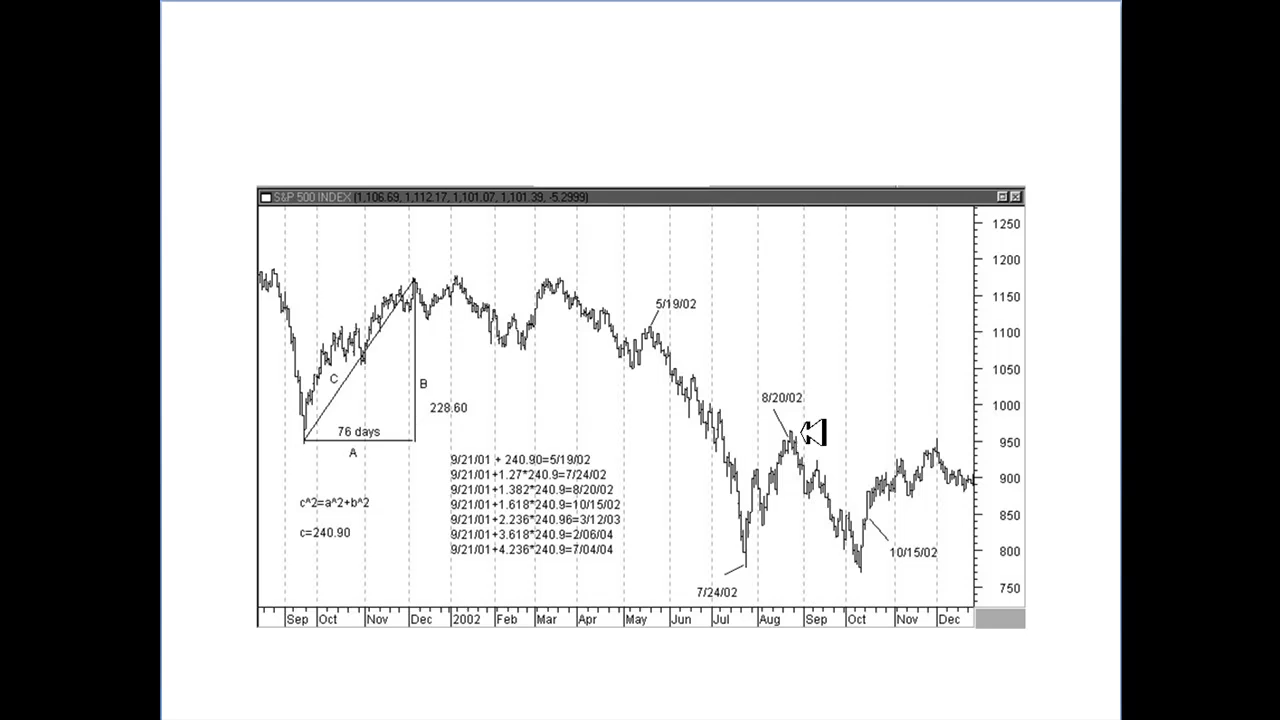 S&P 500 INDEX (1,106.69, 1,112.17, 1,101.07, 1,101.39, -5.2999)
1250
1200
1150
1100
1050
1000
950
900
850
800
750
5/19/02
8/20/02
C
B
228.60
76 days
A
9/21/01 + 240.90=5/19/02
9/21/01+1.27*240.9=7/24/02
9/21/01+1.382*240.9=8/20/02
9/21/01+1.618*240.9=10/15/02
9/21/01+2.236*240.96=3/12/03
9/21/01+3.618*240.9=2/06/04
9/21/01+4.236*240.9=7/04/04
c^2=a^2+b^2
c=240.90
10/15/02
7/24/02
Sep Oct Nov Dec 2002 Feb Mar Apr May Jun Jul Aug Sep Oct Nov Dec